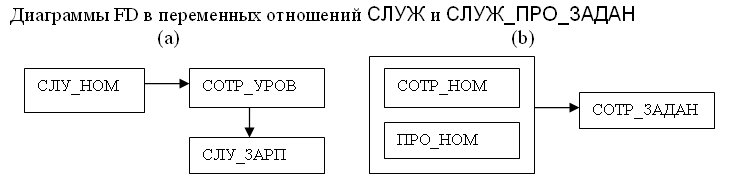 Диаграммы FD в переменных отношений СЛУЖ и СЛУЖ_ПРО_ЗАДАН
(a) (b)
СЛУ_НОМ СОТР_УРОВ
СЛУ_ЗАРП
СОТР_НОМ
ПРО_НОМ
СОТР_ЗАДАН